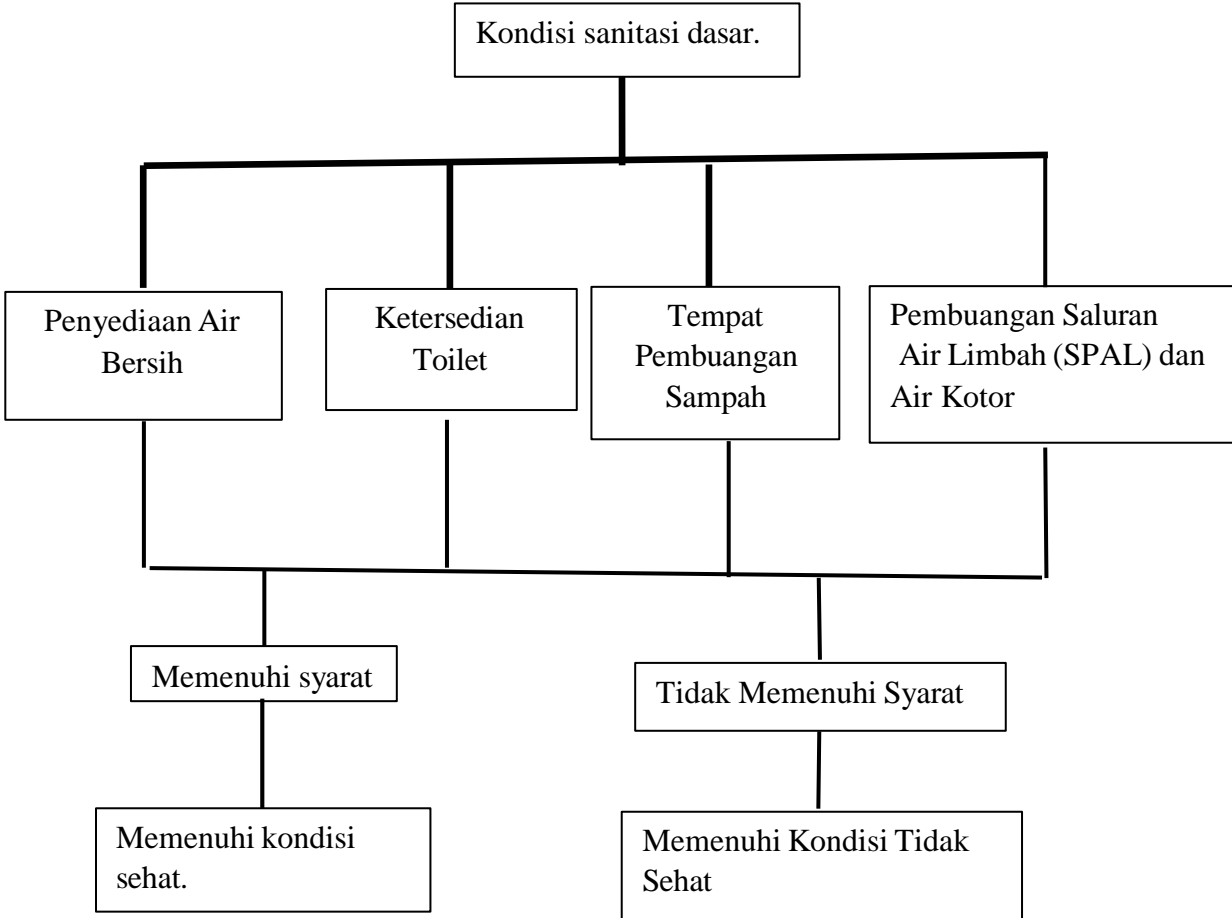 Kondisi sanitasi dasar.
Penyediaan Air
Bersih
Ketersedian
Toilet
Tempat
Pembuangan
Sampah
Pembuangan Saluran
Air Limbah (SPAL) dan
Air Kotor
Memenuhi syarat
Tidak Memenuhi Syarat
Memenuhi kondisi
sehat.
Memenuhi Kondisi Tidak
Sehat